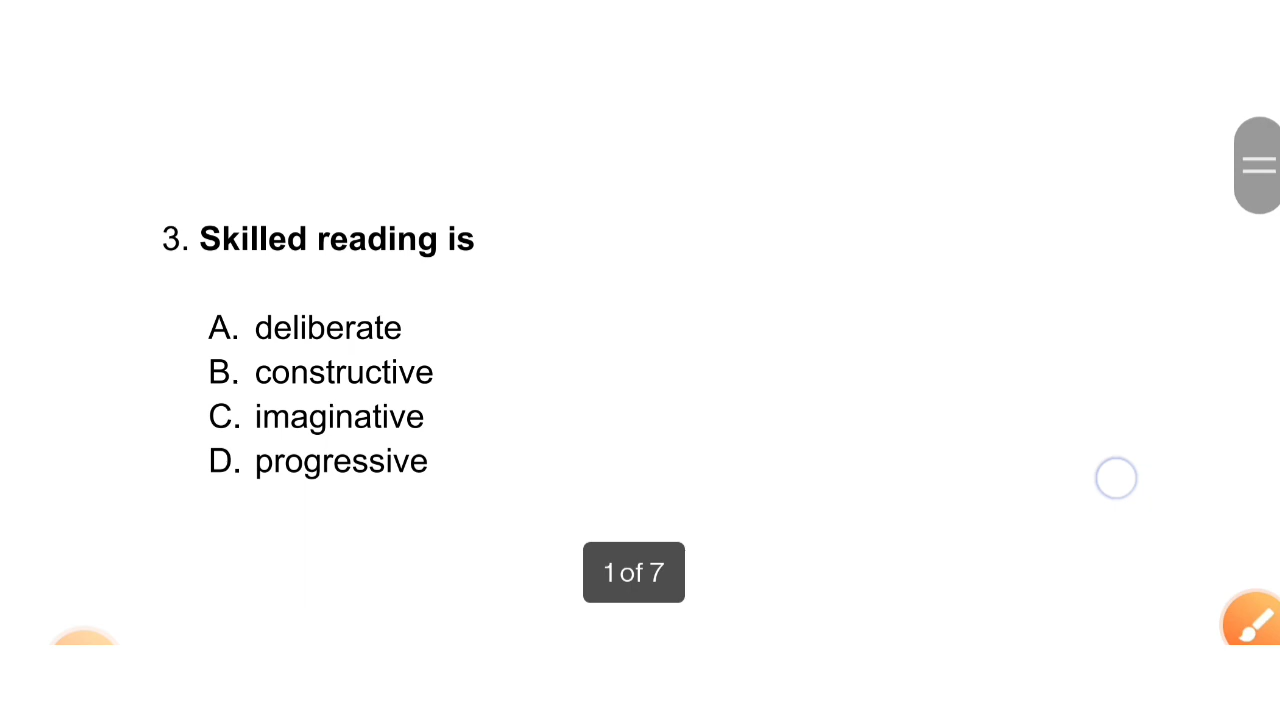 3. Skilled reading is
A. deliberate
B. constructive
C. imaginative
D. progressive
1 of 7